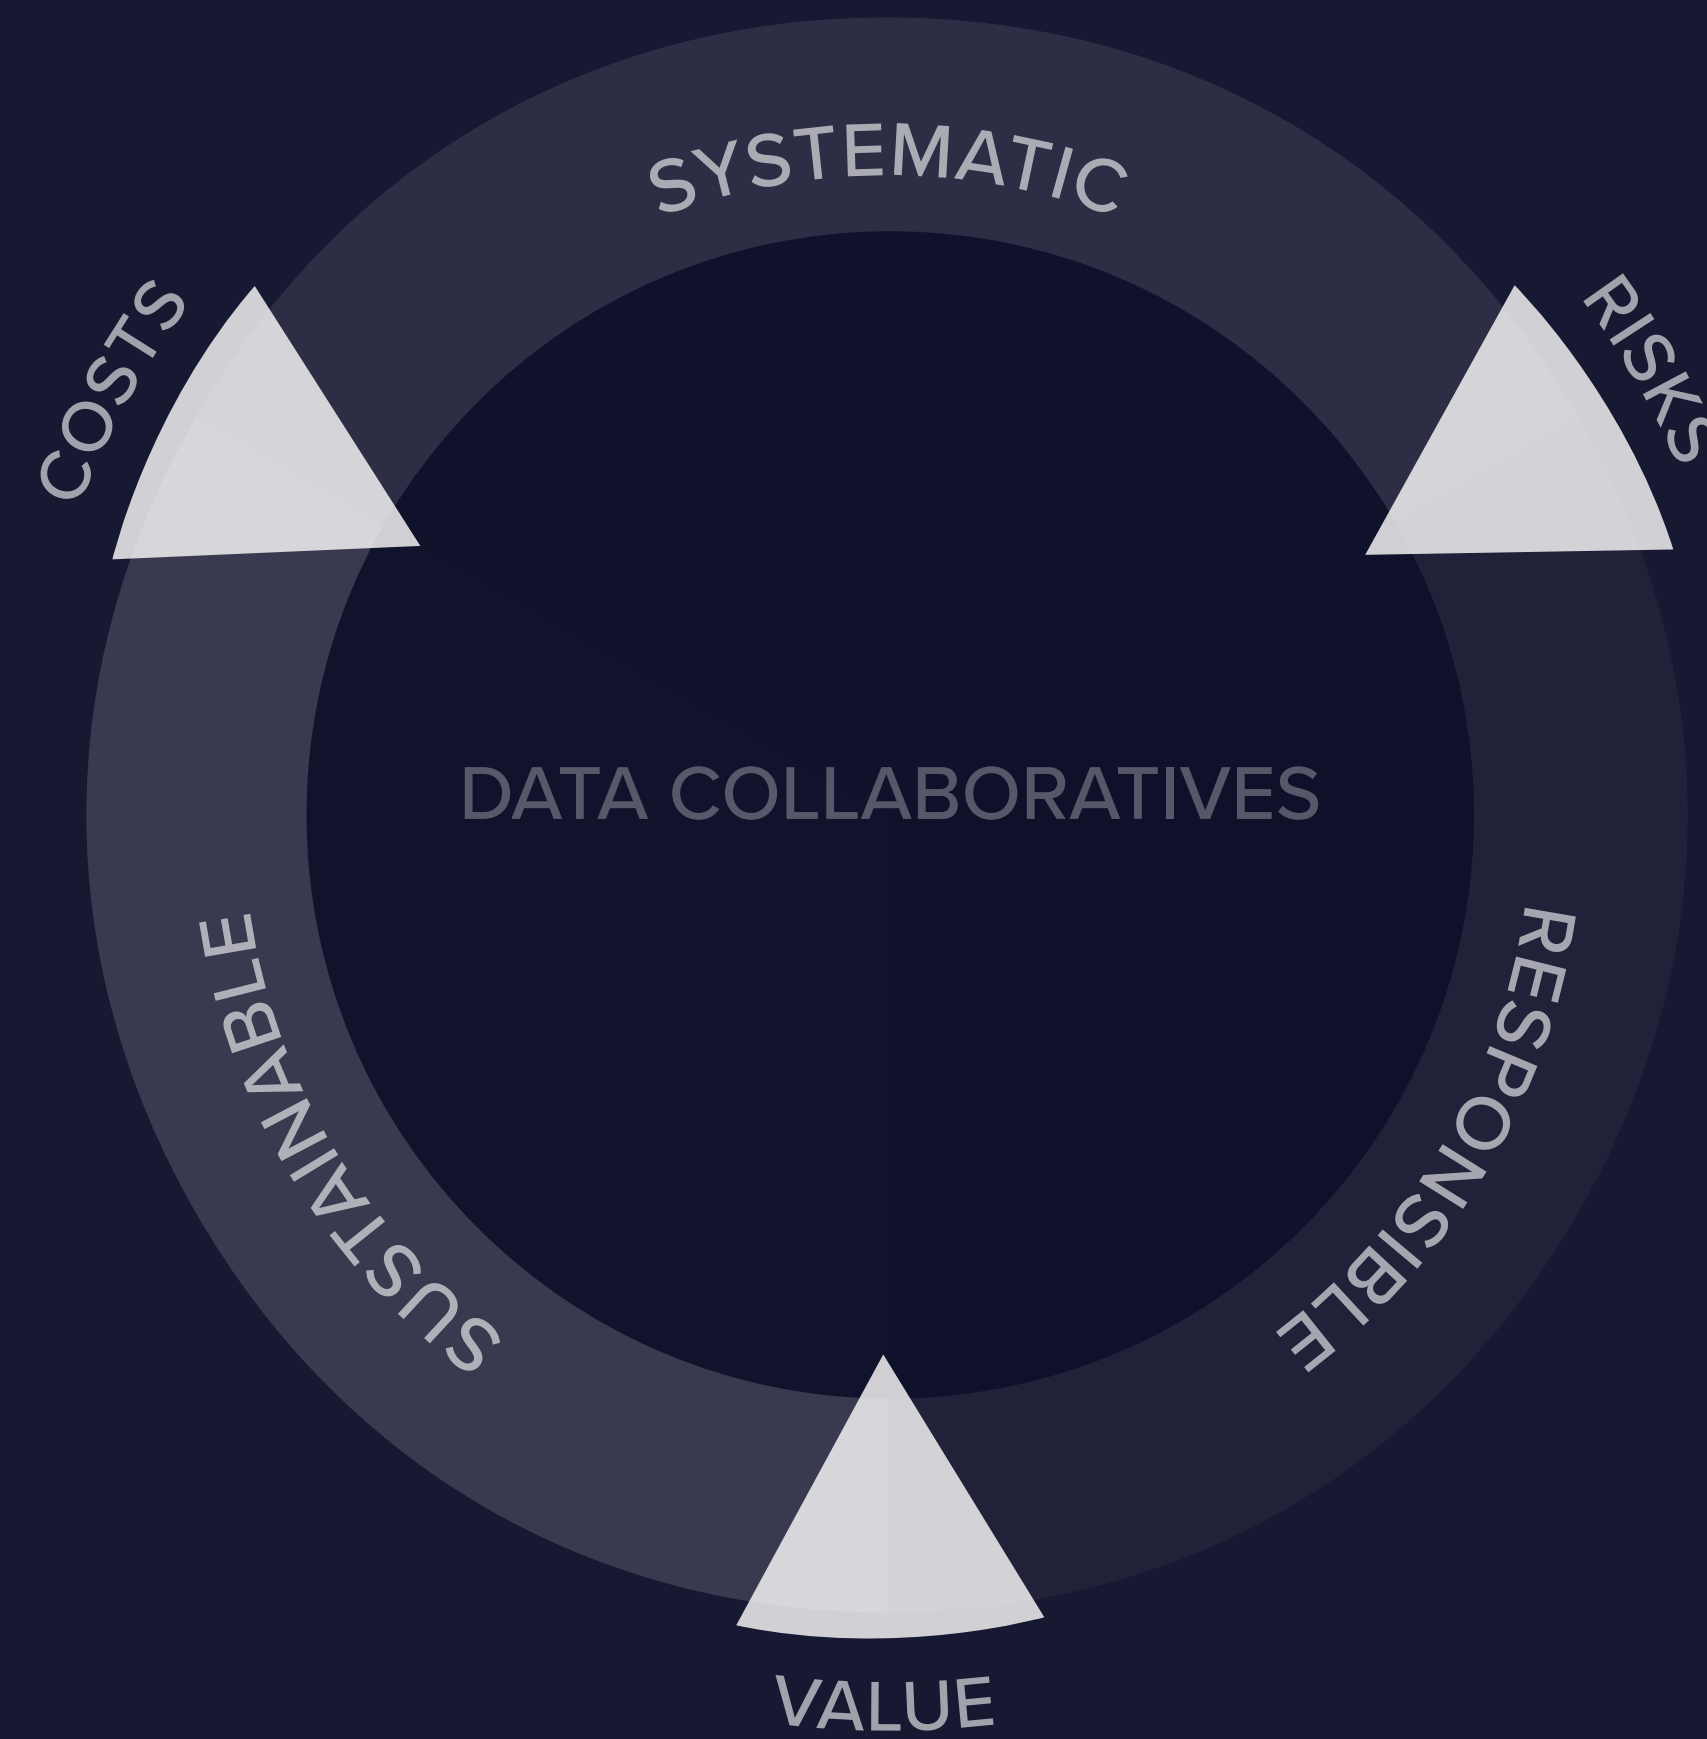 SYSTEMATIC
COSTS
RISKS
DATA COLLABORATIVES
SUSTAINABLE
RESPONSIBLE
VALUE